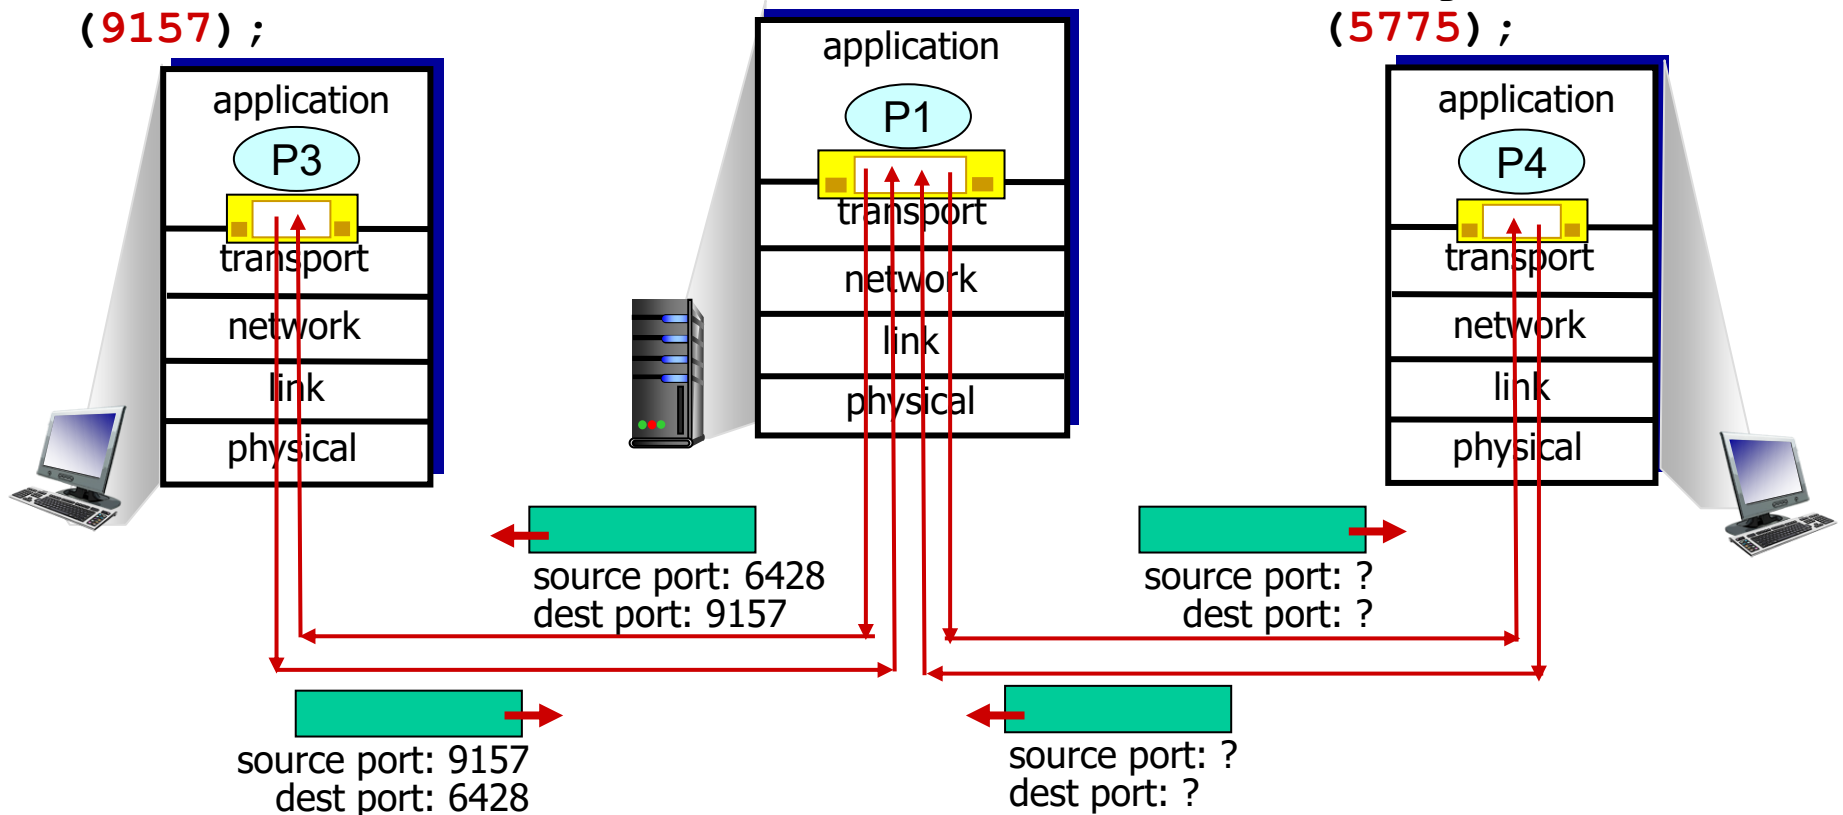 (9157);
(5775);
application
P3
transport
network
link
physical
application
P1
transport
network
link
physical
application
P4
transport
network
link
physical
source port: 6428
dest port: 9157
source port: ?
dest port: ?
source port: 9157
dest port: 6428
source port: ?
dest port: ?